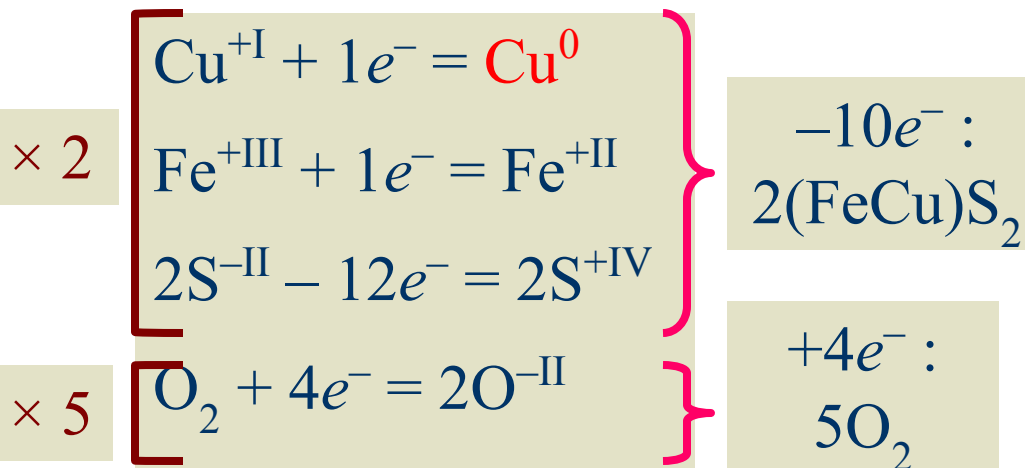 Cu⁺ᴵ + 1e⁻ = Cu⁰
× 2
Fe⁺ᴵᴵᴵ + 1e⁻ = Fe⁺ᴵᴵ
2S⁻ᴵᴵ – 12e⁻ = 2S⁺ᴵⱽ
–10e⁻ :
2(FeCu)S₂
× 5
O₂ + 4e⁻ = 2O⁻ᴵᴵ
+4e⁻ :
5O₂